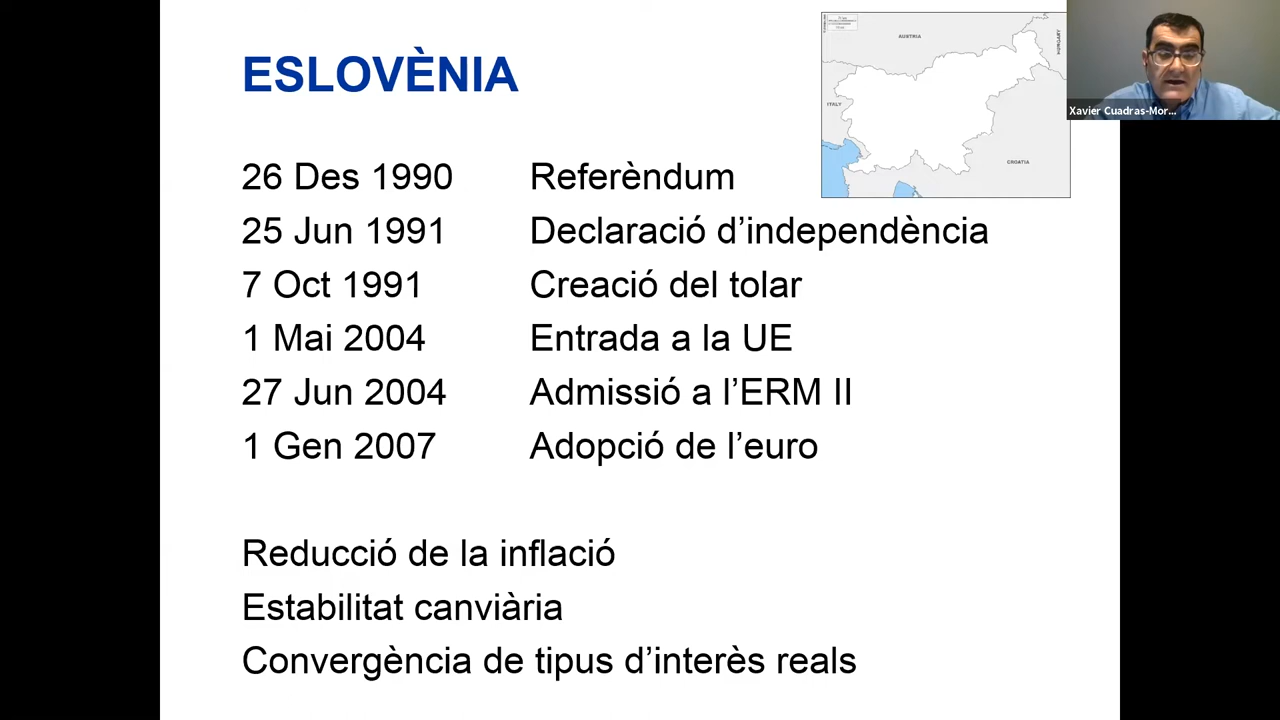 ESLOVÈNIA
26 Des 1990 Referèndum
25 Jun 1991 Declaració d’independència
7 Oct 1991 Creació del tolar
1 Mai 2004 Entrada a la UE
27 Jun 2004 Admissió a l’ERM II
1 Gen 2007 Adopció de l’euro
Reducció de la inflació
Estabilitat canviària
Convergència de tipus d’interès reals
AUSTRIA
HUNGARY
ITALY
CROATIA
Xavier Cuadras-Mor...